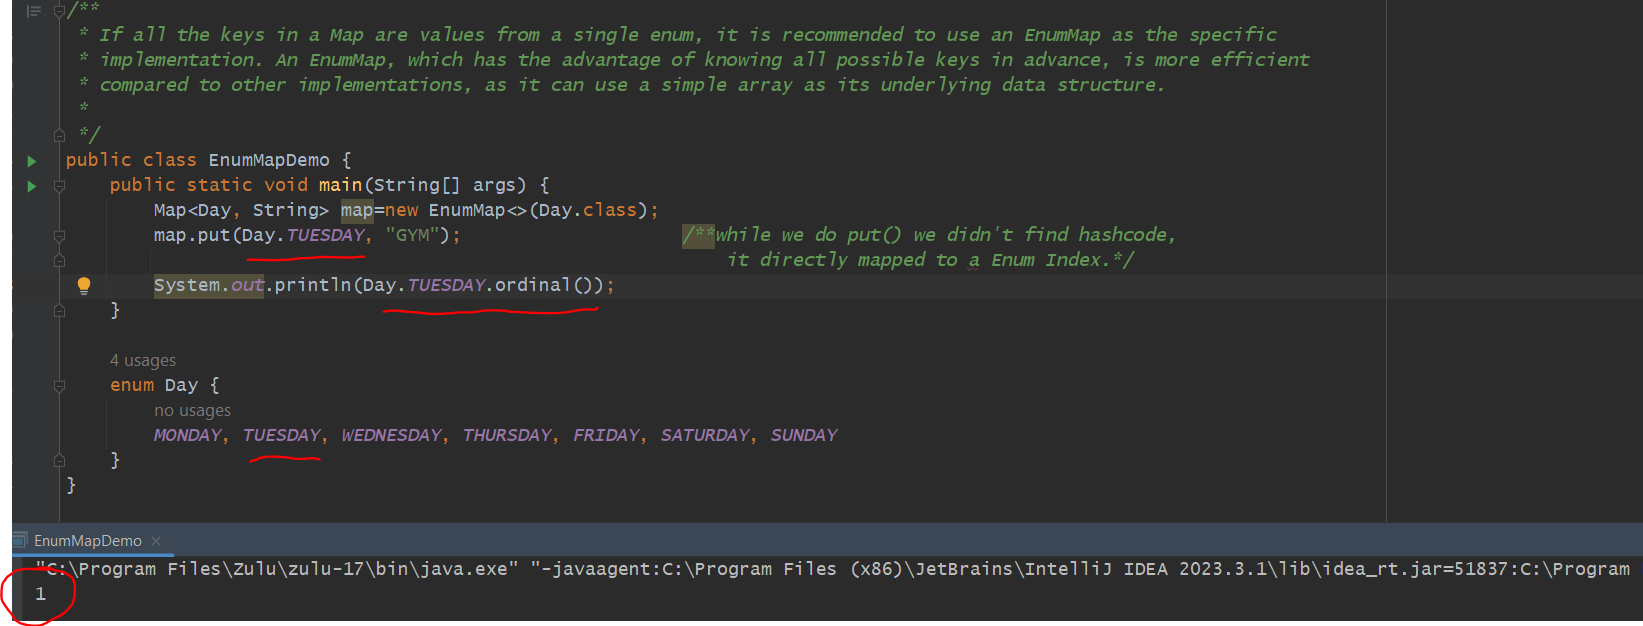 /**
* If all the keys in a Map are values from a single enum, it is recommended to use an EnumMap as the specific
* implementation. An EnumMap, which has the advantage of knowing all possible keys in advance, is more efficient
* compared to other implementations, as it can use a simple array as its underlying data structure.
*
*/
public class EnumMapDemo {
public static void main(String[] args) {
Map<Day, String> map=new EnumMap<>(Day.class);
map.put(Day.TUESDAY, "GYM"); /**while we do put() we didn't find hashcode,
it directly mapped to a Enum Index.*/
System.out.println(Day.TUESDAY.ordinal());
}
4 usages
enum Day {
no usages
MONDAY, TUESDAY, WEDNESDAY, THURSDAY, FRIDAY, SATURDAY, SUNDAY
}
}
EnumMapDemo
"C:\Program Files\Zulu\zulu-17\bin\java.exe" "-javaagent:C:\Program Files (x86)\JetBrains\IntelliJ IDEA 2023.3.1\lib\idea_rt.jar=51837:C:\Program
1